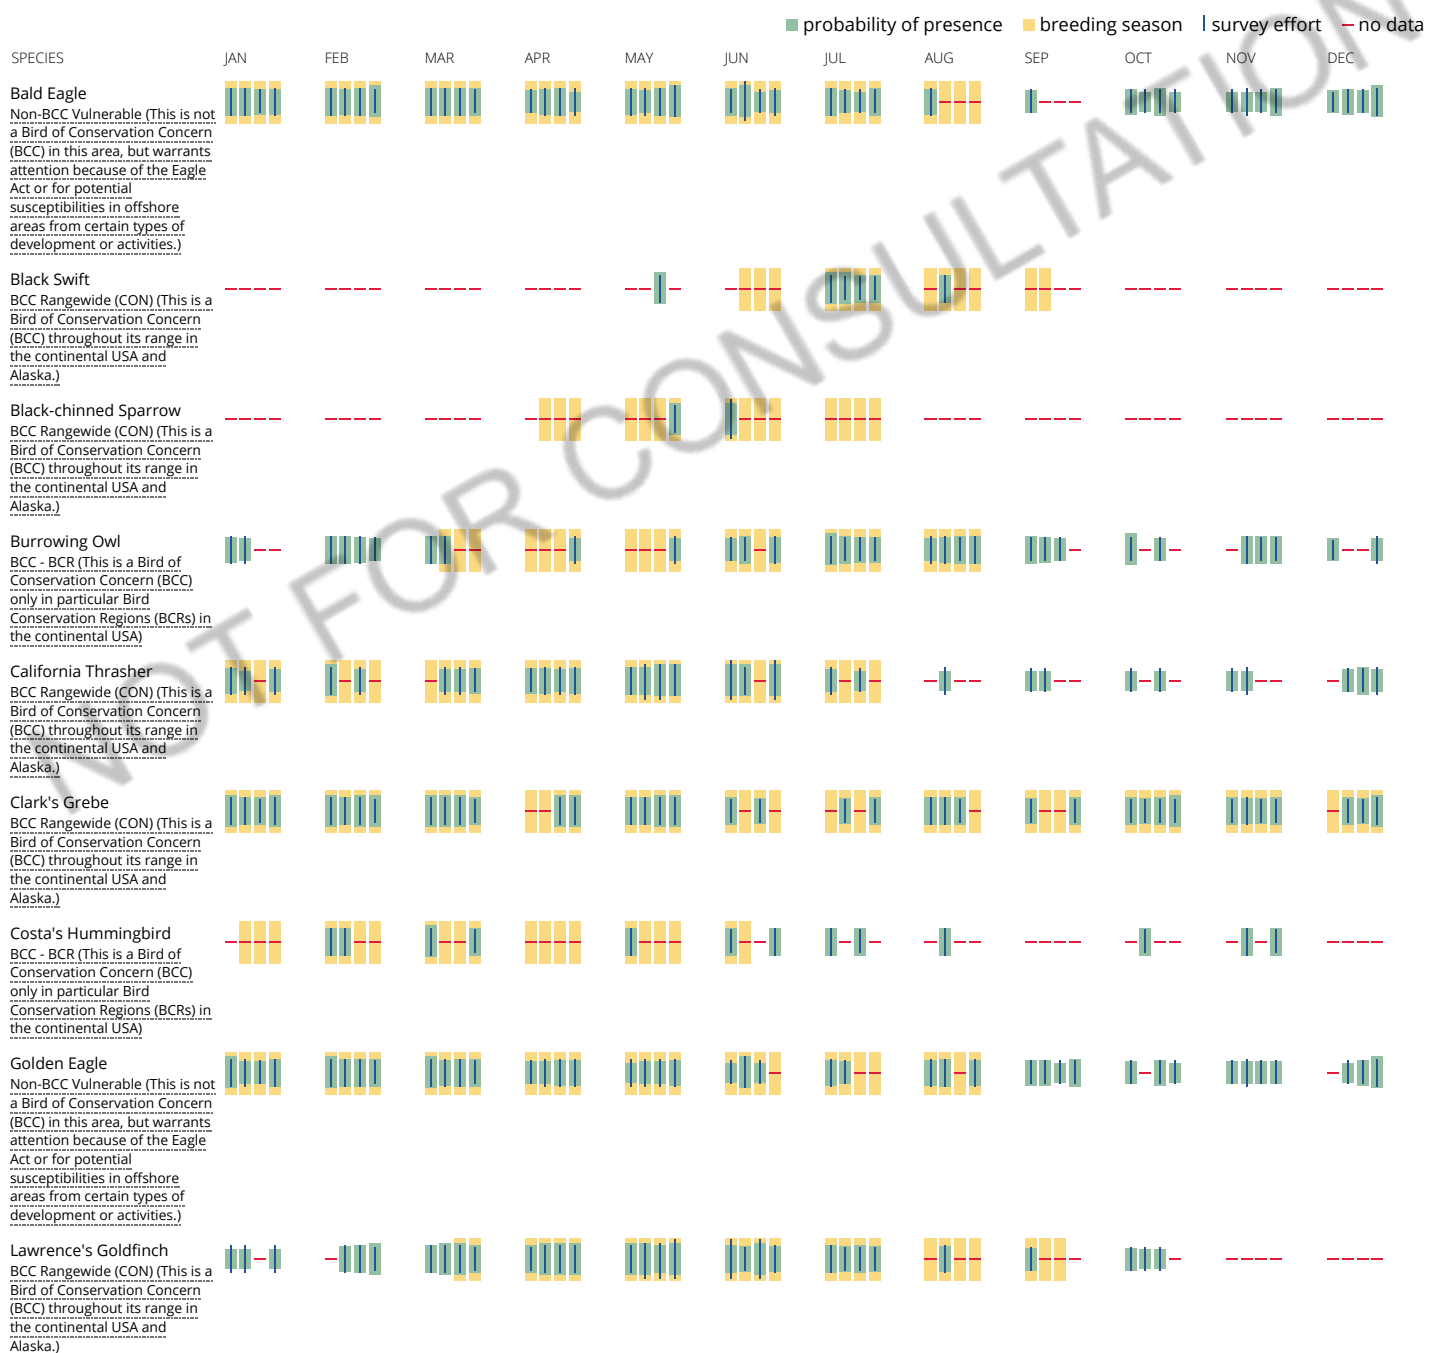 probability of presence breeding season survey effort no data
SPECIES JAN FEB MAR APR MAY JUN JUL AUG SEP OCT NOV DEC
Bald Eagle
Non-BCC Vulnerable (This is not
a Bird of Conservation Concern
(BCC) in this area, but warrants
attention because of the Eagle
Act or for potential
susceptibilities in offshore
areas from certain types of
development or activities.)
Black Swift
BCC Rangewide (CON) (This is a
Bird of Conservation Concern
(BCC) throughout its range in
the continental USA and
Alaska.)
Black-chinned Sparrow
BCC Rangewide (CON) (This is a
Bird of Conservation Concern
(BCC) throughout its range in
the continental USA and
Alaska.)
Burrowing Owl
BCC - BCR (This is a Bird of
Conservation Concern (BCC)
only in particular Bird
Conservation Regions (BCRs) in
the continental USA)
California Thrasher
BCC Rangewide (CON) (This is a
Bird of Conservation Concern
(BCC) throughout its range in
the continental USA and
Alaska.)
Clark's Grebe
BCC Rangewide (CON) (This is a
Bird of Conservation Concern
(BCC) throughout its range in
the continental USA and
Alaska.)
Costa's Hummingbird
BCC - BCR (This is a Bird of
Conservation Concern (BCC)
only in particular Bird
Conservation Regions (BCRs) in
the continental USA)
Golden Eagle
Non-BCC Vulnerable (This is not
a Bird of Conservation Concern
(BCC) in this area, but warrants
attention because of the Eagle
Act or for potential
susceptibilities in offshore
areas from certain types of
development or activities.)
Lawrence's Goldfinch
BCC Rangewide (CON) (This is a
Bird of Conservation Concern
(BCC) throughout its range in
the continental USA and
Alaska.)
NOT FOR CONSULTATION